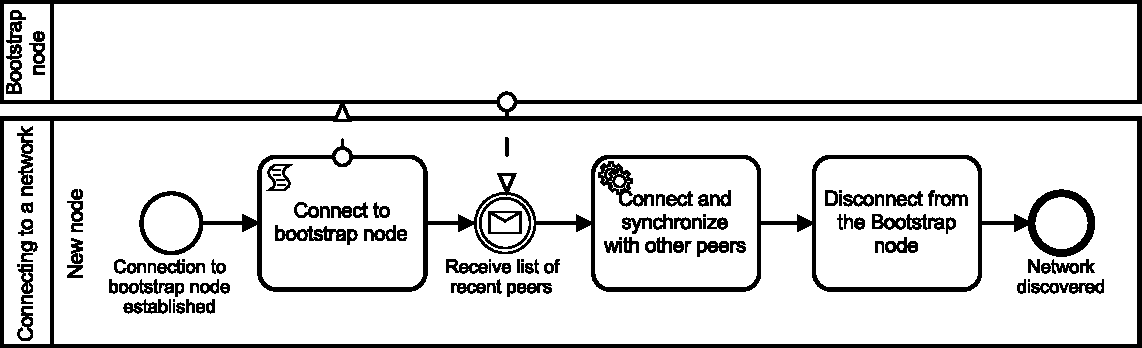 Bootstrap
node
Connecting to a network
New node
Connection to
bootstrap node
established
Connect to
bootstrap node
Receive list of
recent peers
Connect and
synchronize
with other peers
Disconnect from
the Bootstrap
node
Network
discovered